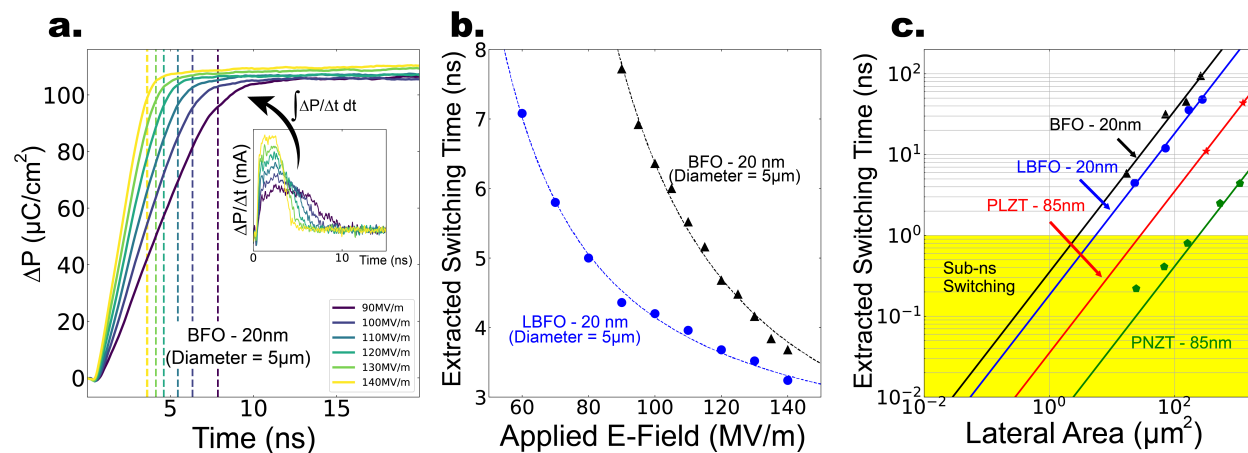 a.
ΔP (μC/cm²)
100
80
60
40
20
0
5
10
15
Time (ns)
∫ΔP/Δt dt
ΔP/Δt (mA)
0
10
Time (ns)
BFO - 20nm
(Diameter = 5μm)
90MV/m
100MV/m
110MV/m
120MV/m
130MV/m
140MV/m
b.
Extracted Switching Time (ns)
8
7
6
5
4
3
60
80
100
120
140
Applied E-Field (MV/m)
BFO - 20 nm
(Diameter = 5μm)
LBFO - 20 nm
(Diameter = 5μm)
c.
Extracted Switching Time (ns)
10²
10¹
10⁰
10⁻¹
10⁻²
10⁻²
10⁰
10²
Lateral Area (μm²)
BFO - 20nm
LBFO - 20nm
PLZT - 85nm
Sub-ns
Switching
PNZT - 85nm